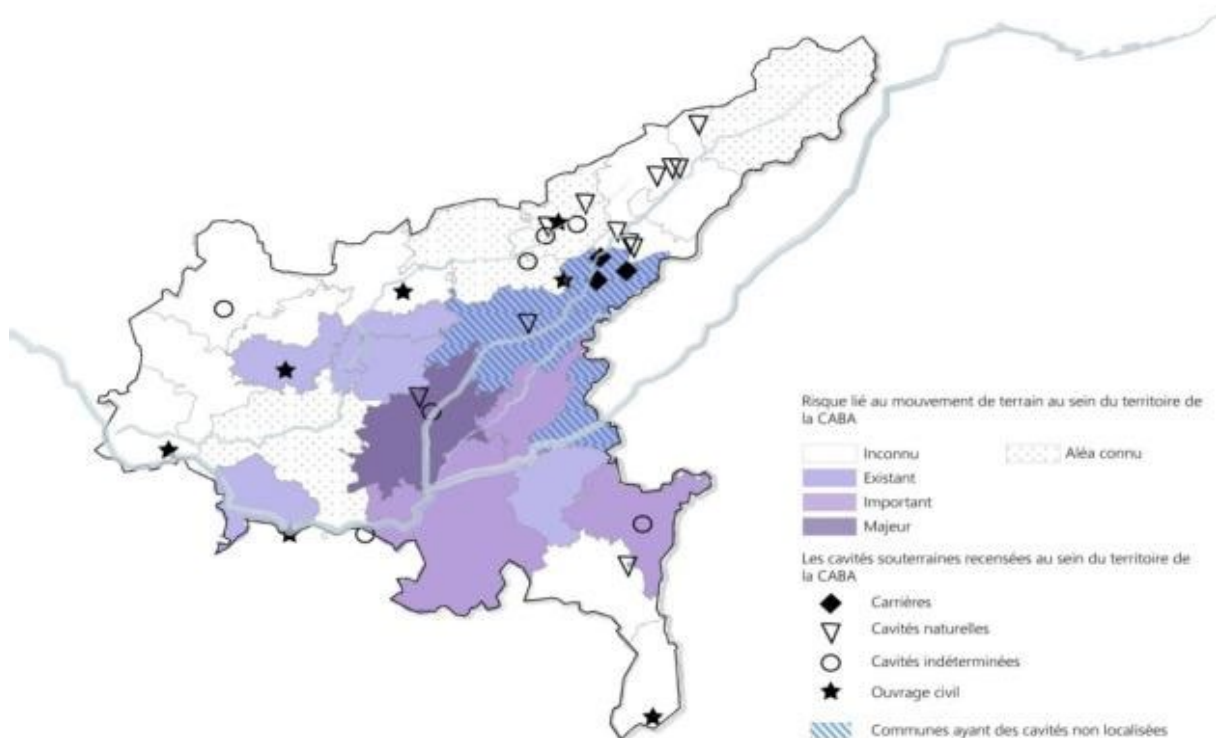 Risque lié au mouvement de terrain au sein du territoire de
la CABA
Inconnu
Aléa connu
Existant
Important
Majeur
Les cavités souterraines recensées au sein du territoire de
la CABA
Carrières
Cavités naturelles
Cavités indéterminées
Ouvrage civil
Communes ayant des cavités non localisées